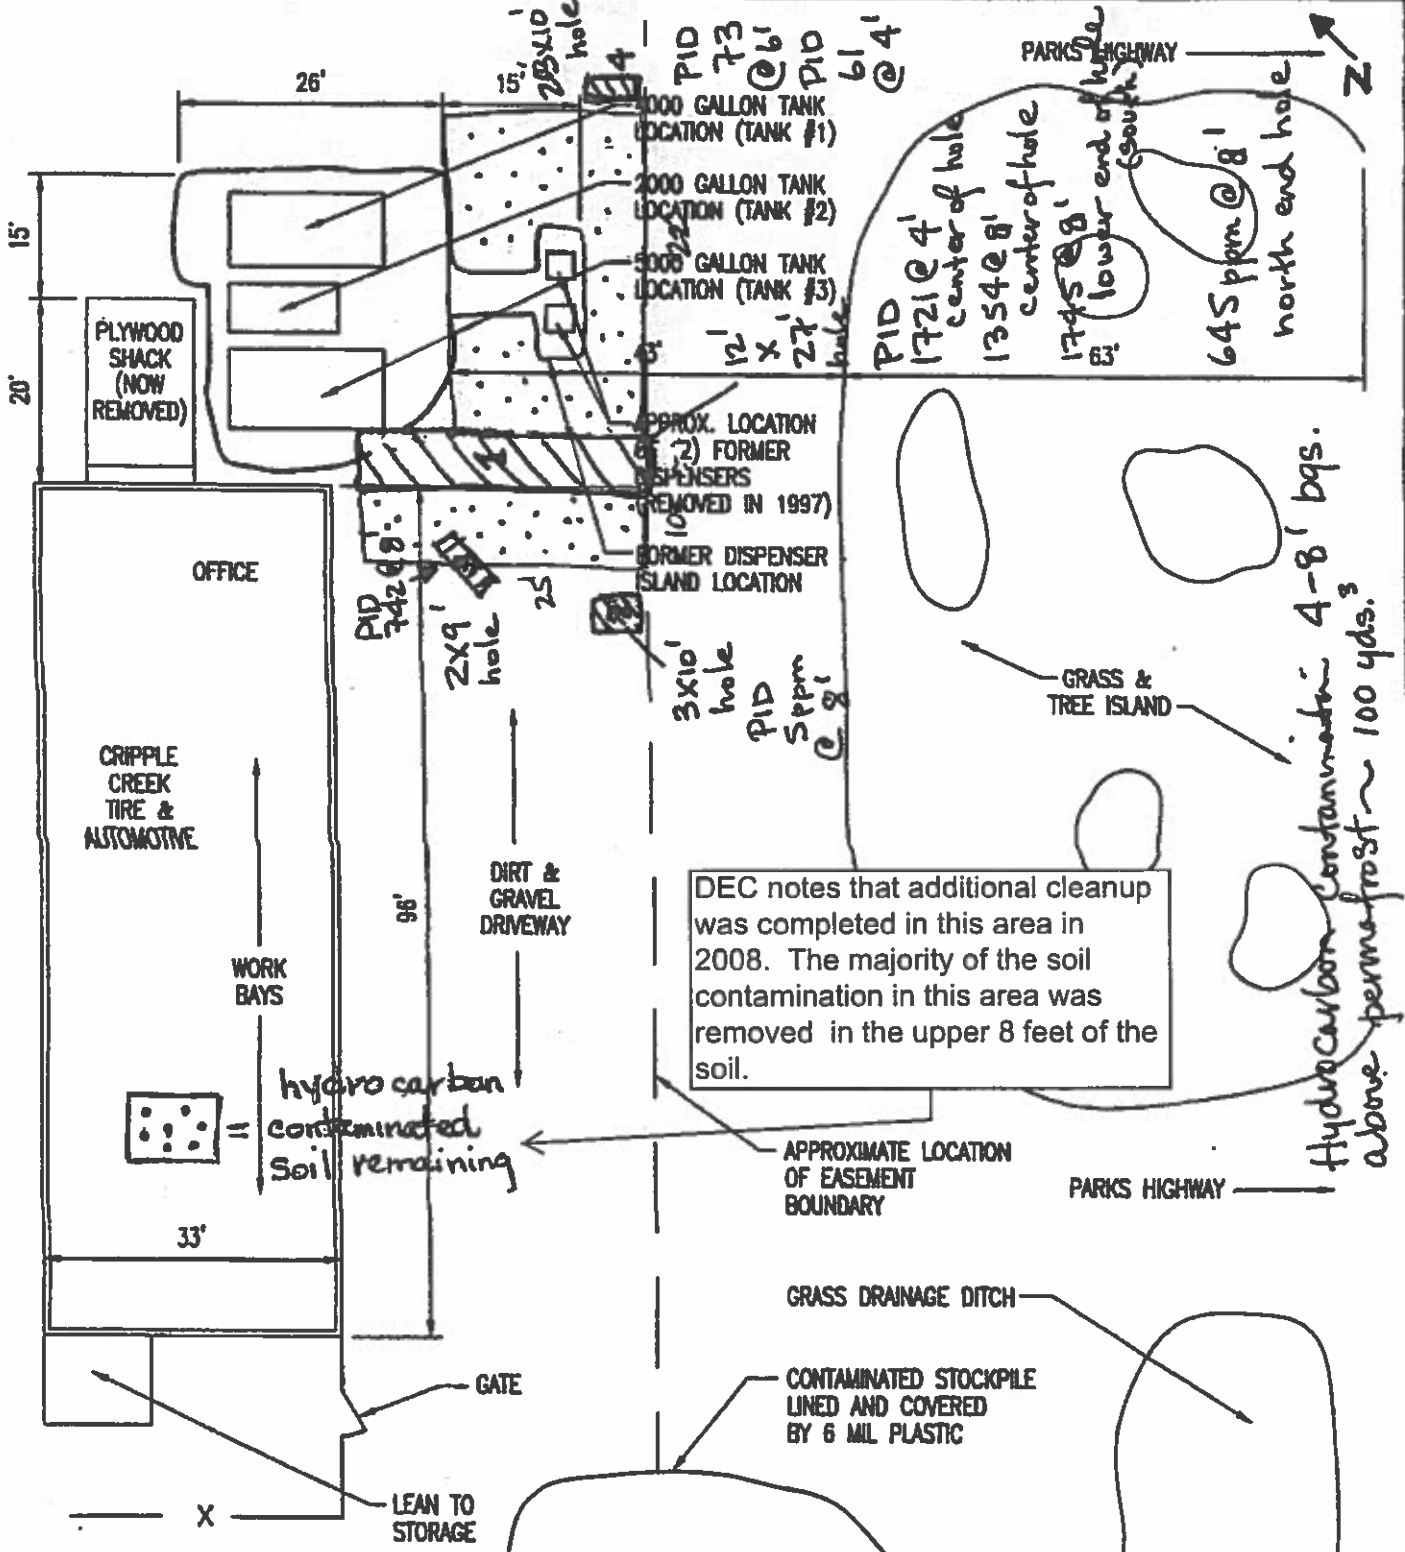 26'
15'
hole
4
PID
73
@ 6'
PID
61
@ 4'
PARKS HIGHWAY
N
000 GALLON TANK
LOCATION (TANK #1)
2000 GALLON TANK
LOCATION (TANK #2)
5000 GALLON TANK
LOCATION (TANK #3)
15'
20'
PLYWOOD
SHACK
(NOW
REMOVED)
43'
12'
x
27'
hole
PID
1721 @ 4'
center of hole
1354 @ 8'
center of hole
1745 @ 8'
lower end of hole
(south)
645 ppm @ 8'
north end hole
63'
1
APPROX. LOCATION
2) FORMER
DISPENSERS
(REMOVED IN 1997)
10'
FORMER DISPENSER
ISLAND LOCATION
OFFICE
PID
742 @ 8'
2x9'
hole
25'
3x10'
hole
PID
5ppm
@ 8'
GRASS &
TREE ISLAND
Hydrocarbon Contamination 4-8' bgs.
above permafrost ~ 100 yds.³
CRIPPLE
CREEK
TIRE &
AUTOMOTIVE
DIRT &
GRAVEL
DRIVEWAY
WORK
BAYS
DEC notes that additional cleanup
was completed in this area in
2008. The majority of the soil
contamination in this area was
removed in the upper 8 feet of the
soil.
= hydrocarbon
contaminated
Soil remaining
APPROXIMATE LOCATION
OF EASEMENT
BOUNDARY
PARKS HIGHWAY
33'
GRASS DRAINAGE DITCH
GATE
CONTAMINATED STOCKPILE
LINED AND COVERED
BY 6 MIL PLASTIC
LEAN TO
STORAGE
X